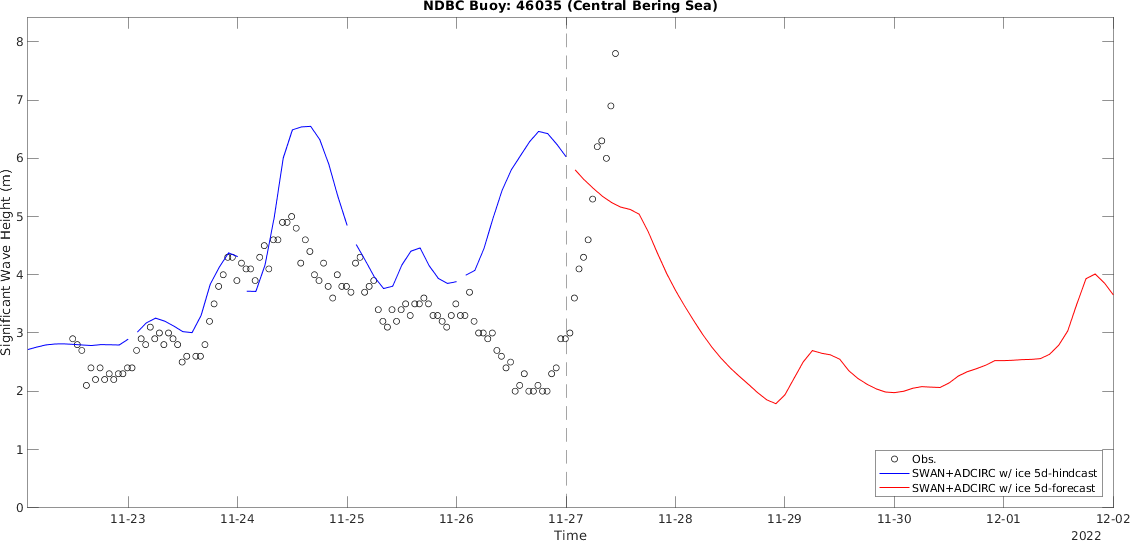 NDBC Buoy: 46035 (Central Bering Sea)
Significant Wave Height (m)
8
7
6
5
4
3
2
1
0
Obs.
SWAN+ADCIRC w/ ice 5d-hindcast
SWAN+ADCIRC w/ ice 5d-forecast
11-23 11-24 11-25 11-26 11-27 11-28 11-29 11-30 12-01 12-02
Time
2022